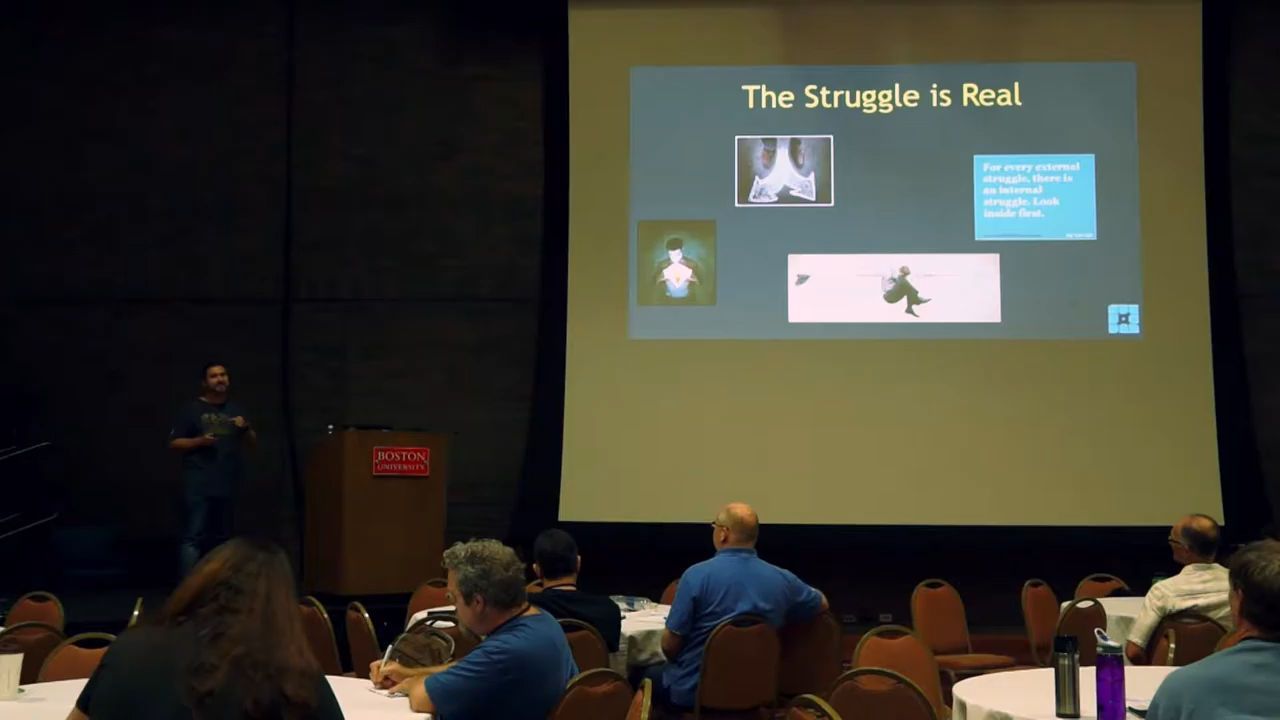 The Struggle is Real
For every external
struggle, there is
an internal
struggle. Look
inside first.
BOSTON
UNIVERSITY